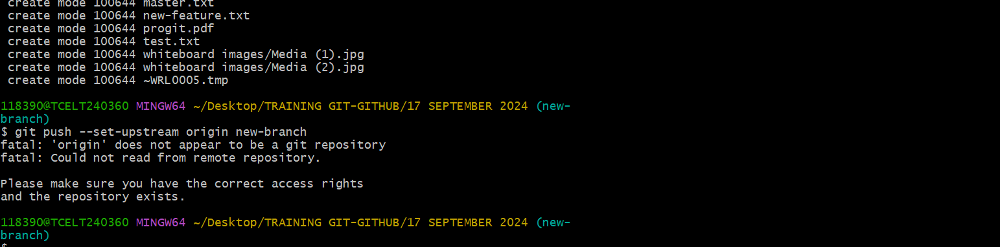 create mode 100644 master.txt
create mode 100644 new-feature.txt
create mode 100644 progit.pdf
create mode 100644 test.txt
create mode 100644 whiteboard images/Media (1).jpg
create mode 100644 whiteboard images/Media (2).jpg
create mode 100644 ~WRL0005.tmp
118390@TCELT240360 MINGW64 ~/Desktop/TRAINING GIT-GITHUB/17 SEPTEMBER 2024 (new-
branch)
$ git push --set-upstream origin new-branch
fatal: 'origin' does not appear to be a git repository
fatal: Could not read from remote repository.
Please make sure you have the correct access rights
and the repository exists.
118390@TCELT240360 MINGW64 ~/Desktop/TRAINING GIT-GITHUB/17 SEPTEMBER 2024 (new-
branch)
$